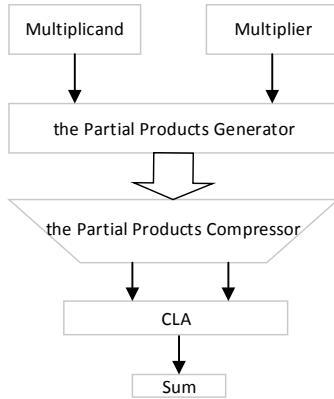 Multiplicand
Multiplier
the Partial Products Generator
the Partial Products Compressor
CLA
Sum